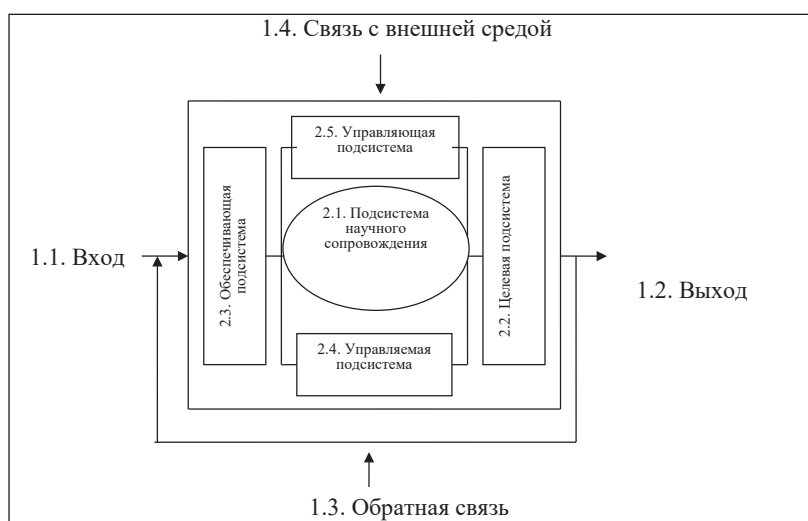 1.4. Связь с внешней средой
2.5. Управляющая
подсистема
2.3. Обеспечивающая
подсистема
2.1. Подсистема
научного
сопровождения
2.2. Целевая подсистема
1.1. Вход
1.2. Выход
2.4. Управляемая
подсистема
1.3. Обратная связь